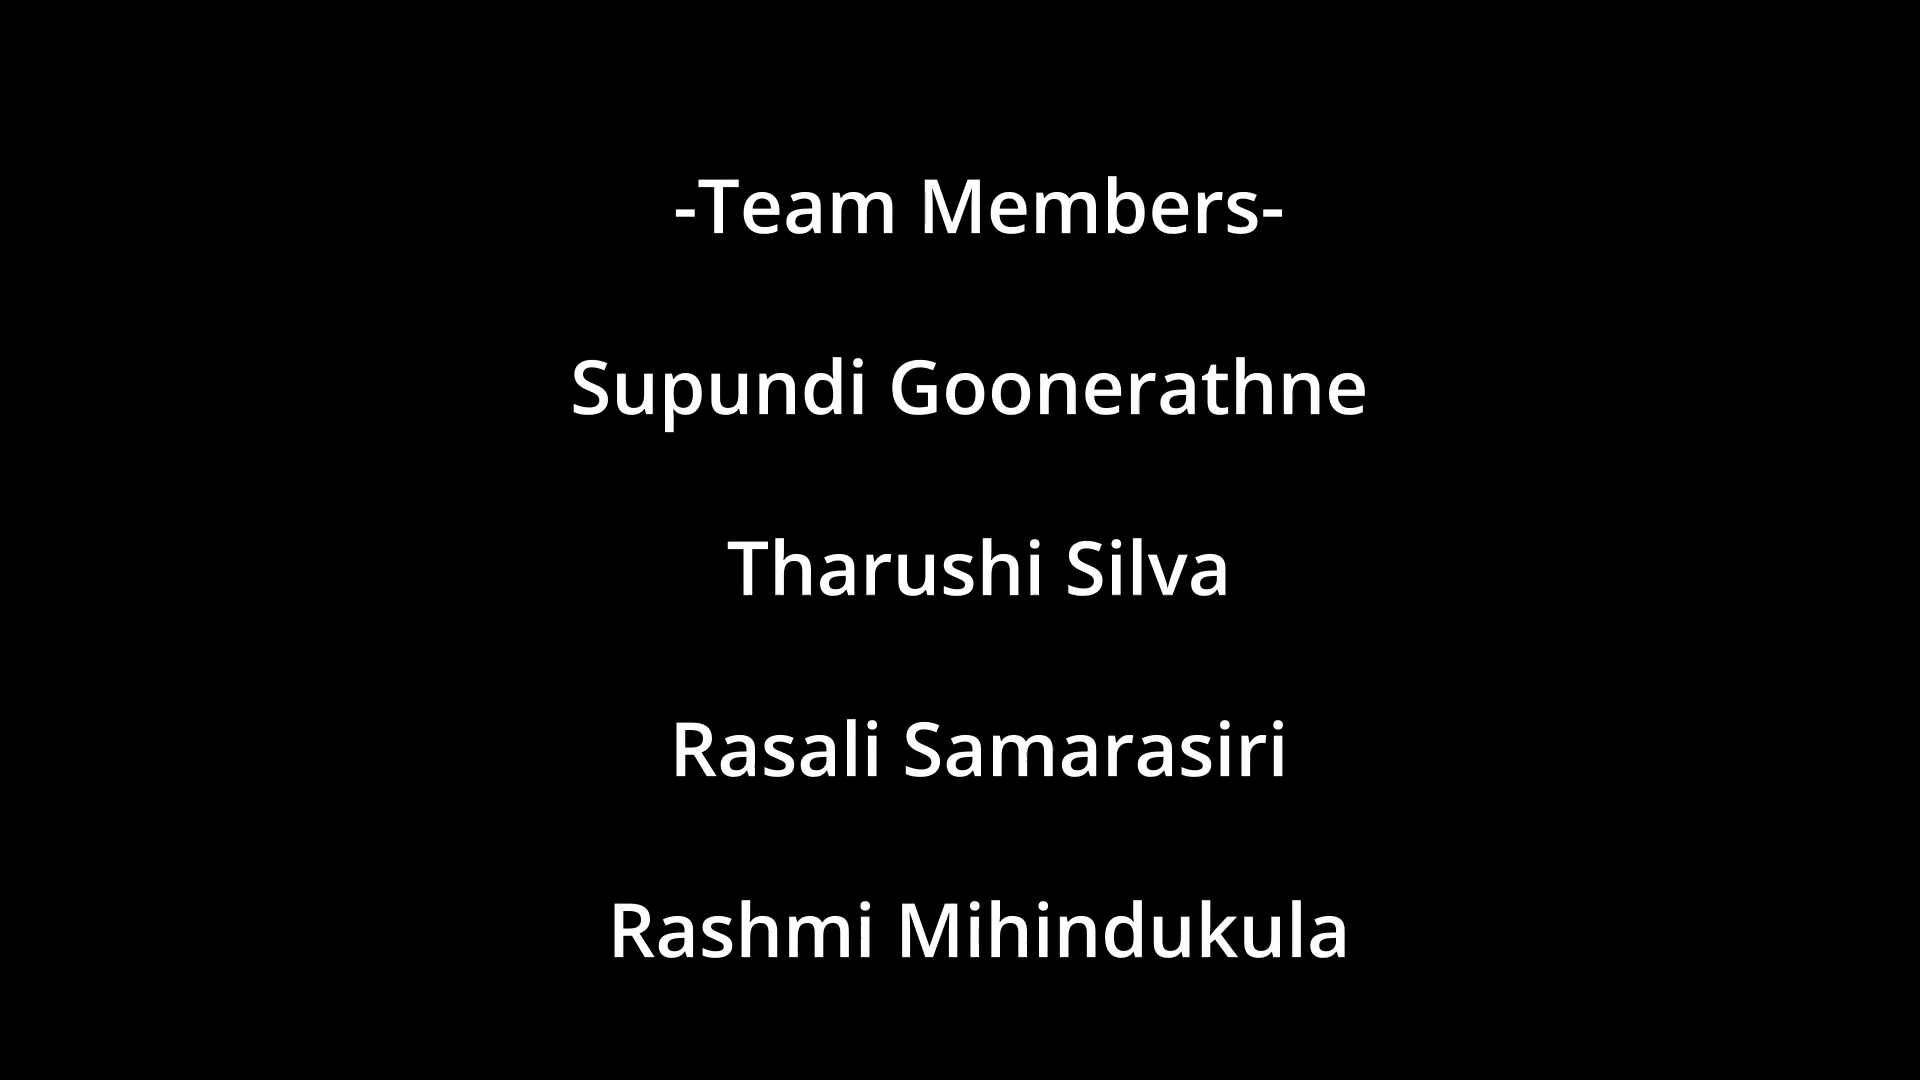 -Team Members-
Supundi Goonerathne
Tharushi Silva
Rasali Samarasiri
Rashmi Mihindukula